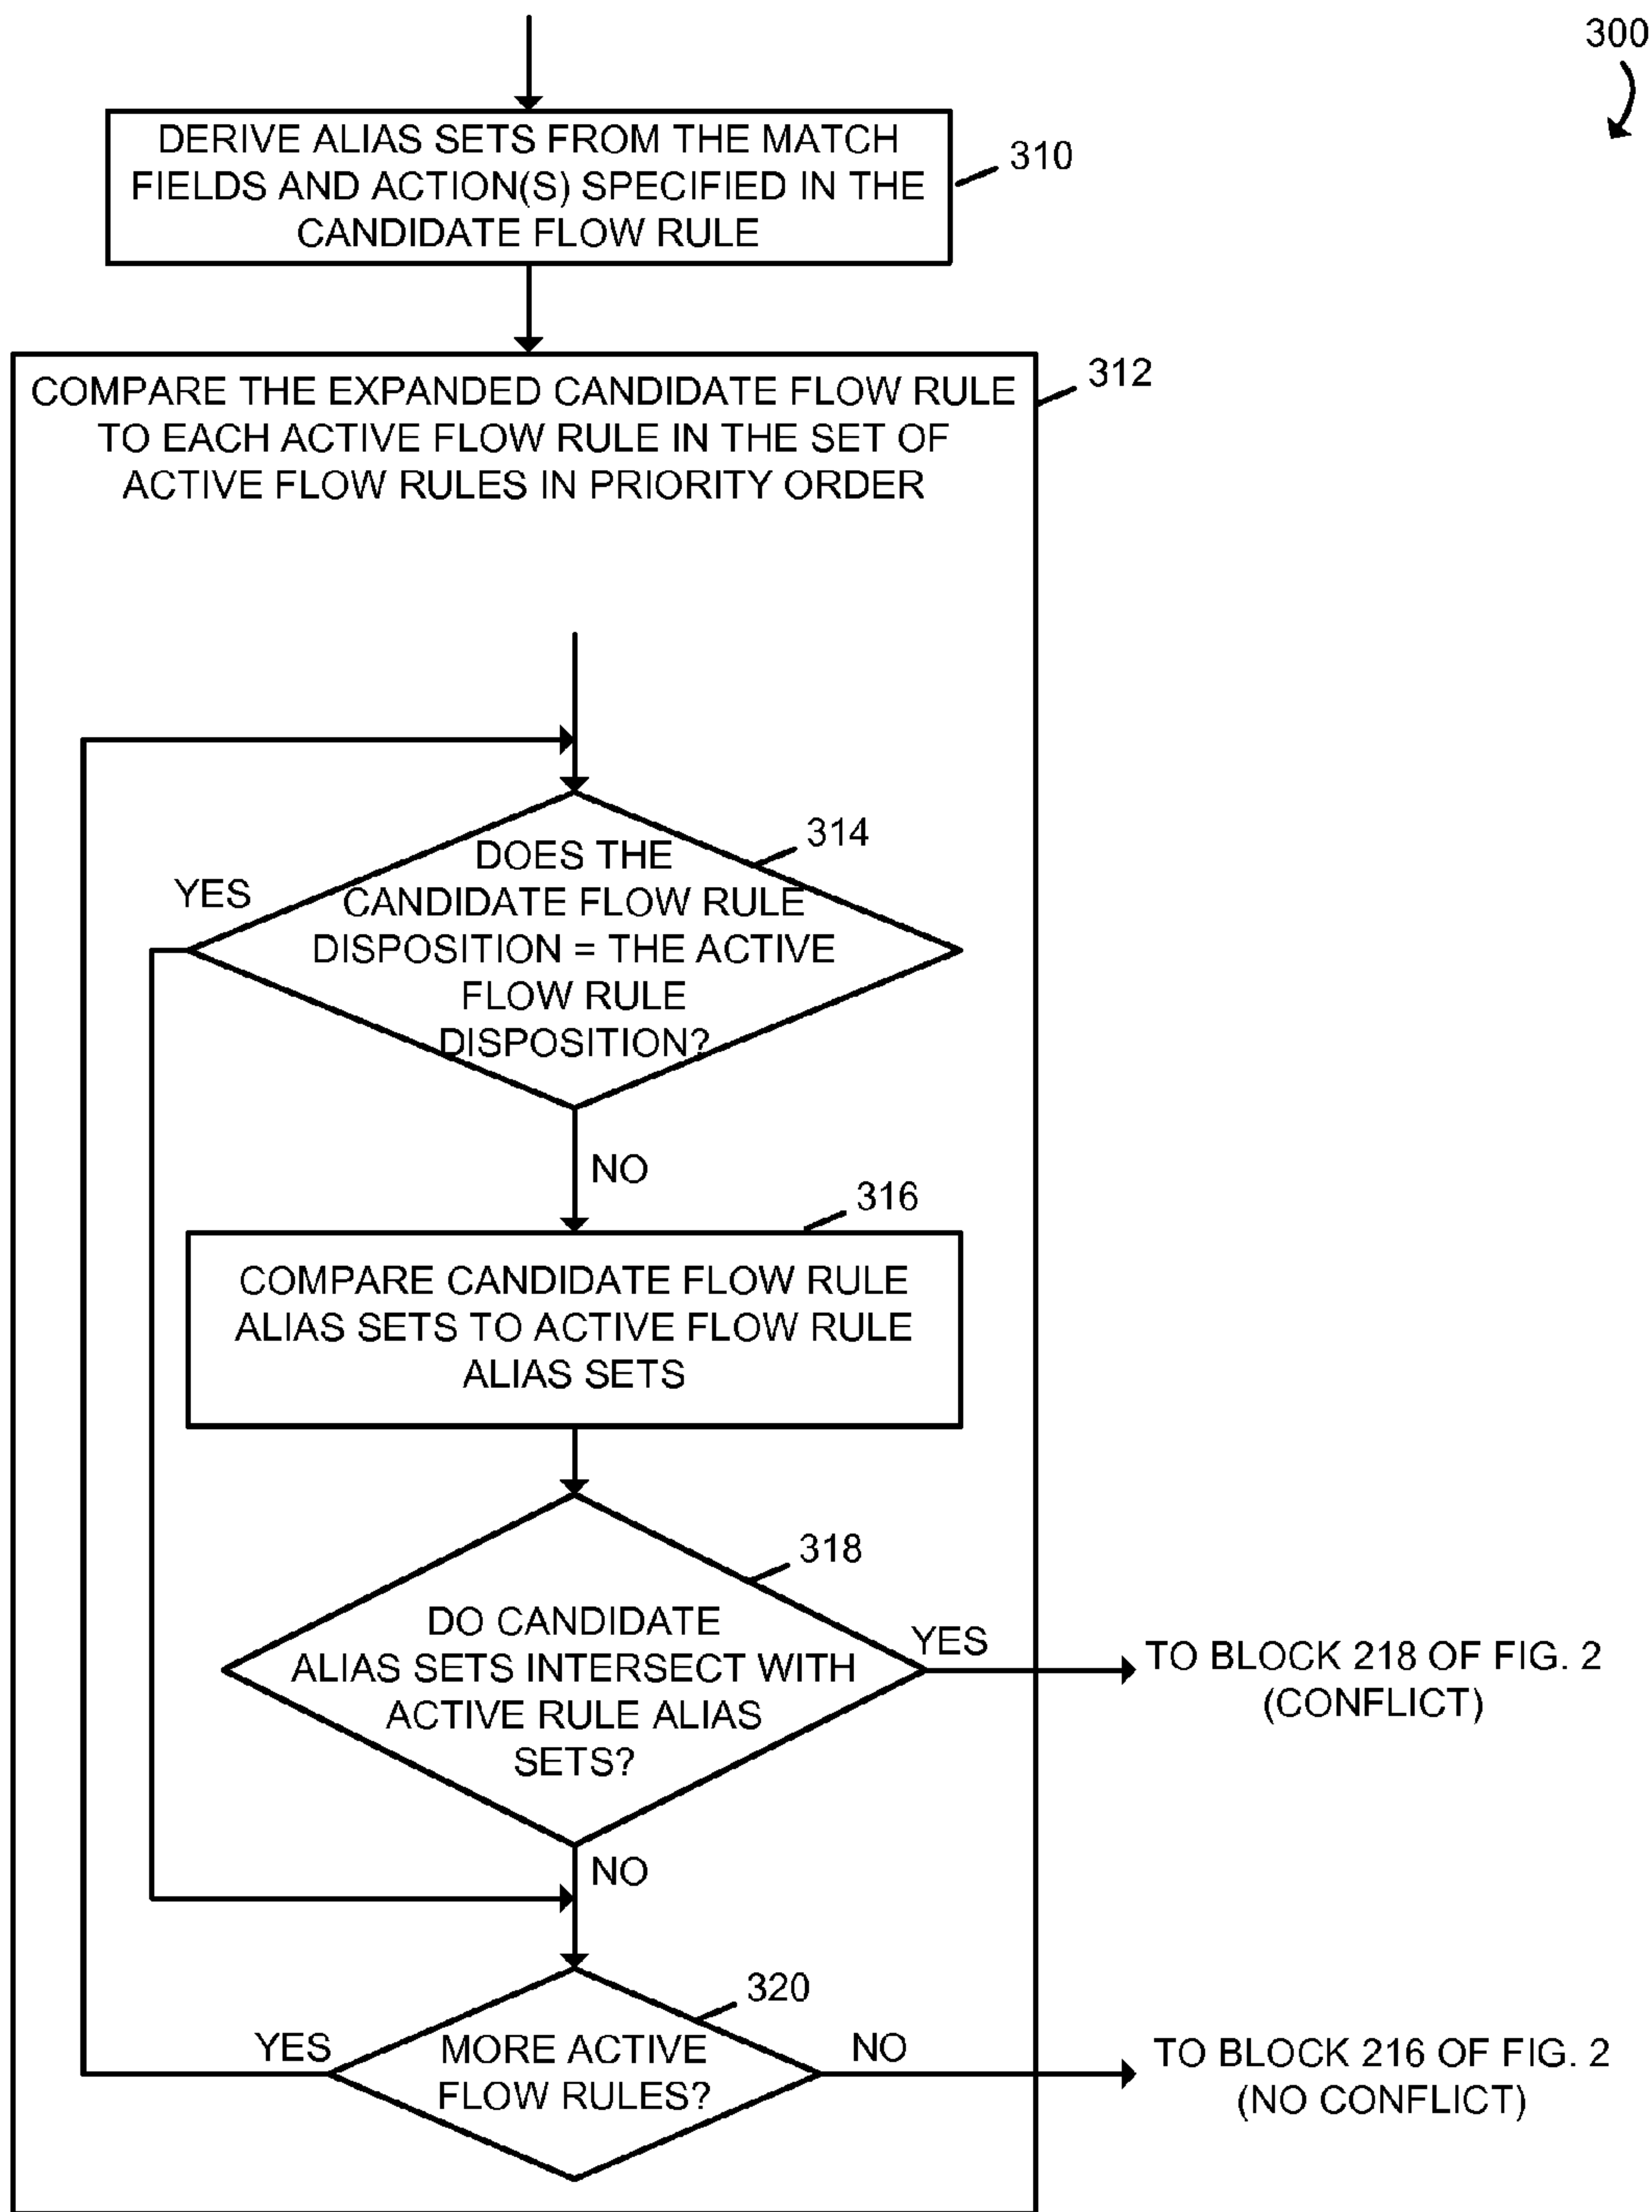 300
DERIVE ALIAS SETS FROM THE MATCH
FIELDS AND ACTION(S) SPECIFIED IN THE
CANDIDATE FLOW RULE
310
COMPARE THE EXPANDED CANDIDATE FLOW RULE
TO EACH ACTIVE FLOW RULE IN THE SET OF
ACTIVE FLOW RULES IN PRIORITY ORDER
312
DOES THE
CANDIDATE FLOW RULE
DISPOSITION = THE ACTIVE
FLOW RULE
DISPOSITION?
314
YES
NO
316
COMPARE CANDIDATE FLOW RULE
ALIAS SETS TO ACTIVE FLOW RULE
ALIAS SETS
318
DO CANDIDATE
ALIAS SETS INTERSECT WITH
ACTIVE RULE ALIAS
SETS?
YES
TO BLOCK 218 OF FIG. 2
(CONFLICT)
NO
320
YES
MORE ACTIVE
FLOW RULES?
NO
TO BLOCK 216 OF FIG. 2
(NO CONFLICT)